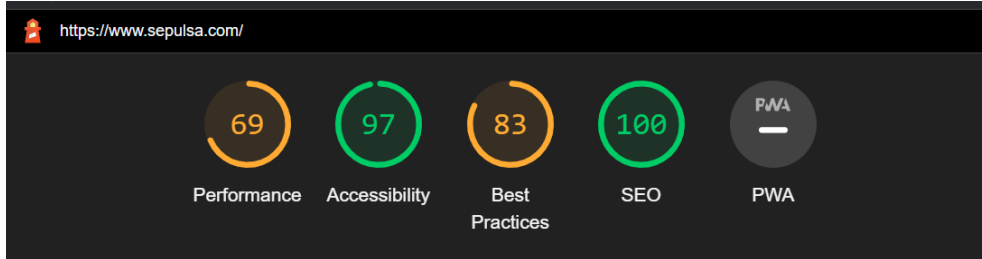 https://www.sepulsa.com/
69
97
83
100
PWA
Performance
Accessibility
Best
Practices
SEO
PWA